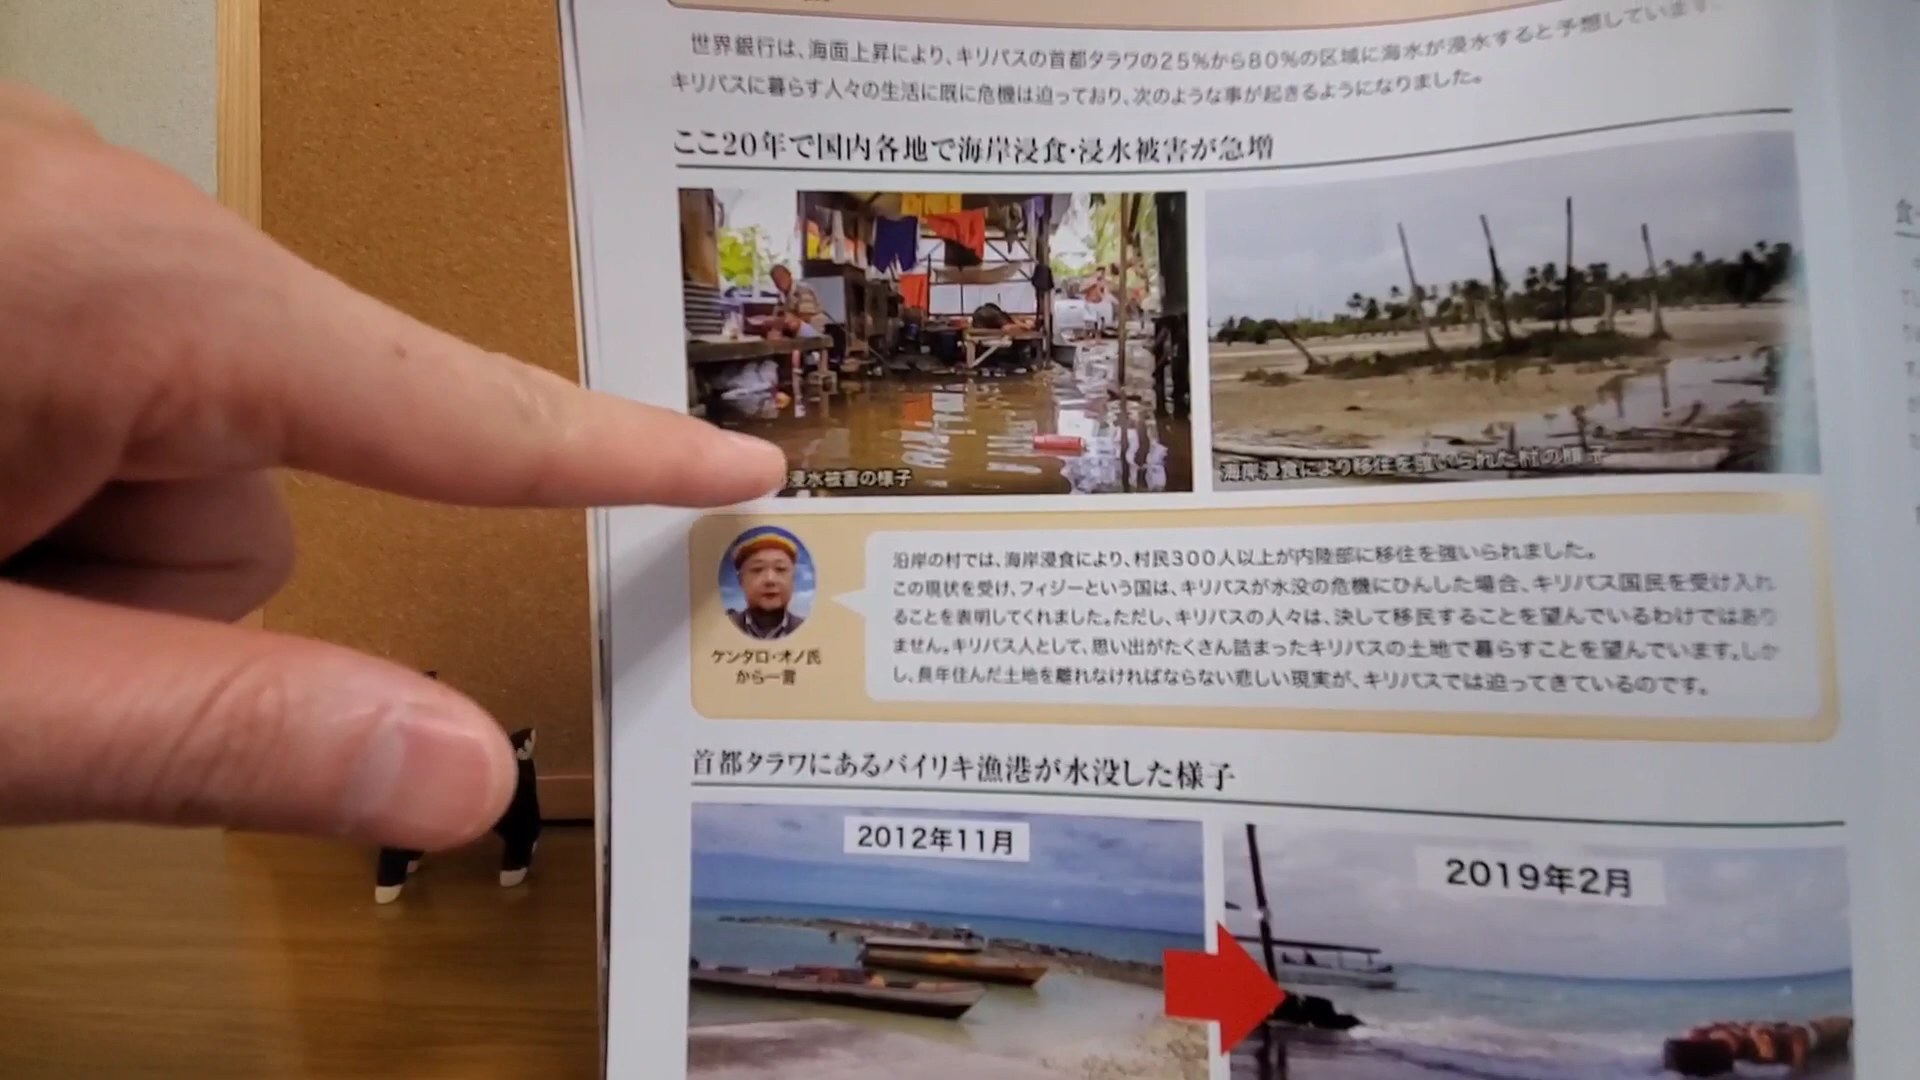 世界銀行は、海面上昇により、キリバスの首都タラワの25%から80%の区域に海水が浸水すると予想しています。
キリバスに暮らす人々の生活に既に危機は迫っており、次のような事が起きるようになりました。
ここ20年で国内各地で海岸浸食・浸水被害が急増
浸水被害の様子
海岸浸食により移住を強いられた村の様子
沿岸の村では、海岸浸食により、村民300人以上が内陸部に移住を強いられました。
この現状を受け、フィジーという国は、キリバスが水没の危機にひんした場合、キリバス国民を受け入れ
ることを表明してくれました。ただし、キリバスの人々は、決して移民することを望んでいるわけではあり
ません。キリバス人として、思い出がたくさん詰まったキリバスの土地で暮らすことを望んでいます。しか
し、長年住んだ土地を離れなければならない悲しい現実が、キリバスでは迫ってきているのです。
ケンタロ・オノ氏
から一言
首都タラワにあるバイリキ漁港が水没した様子
2012年11月
2019年2月